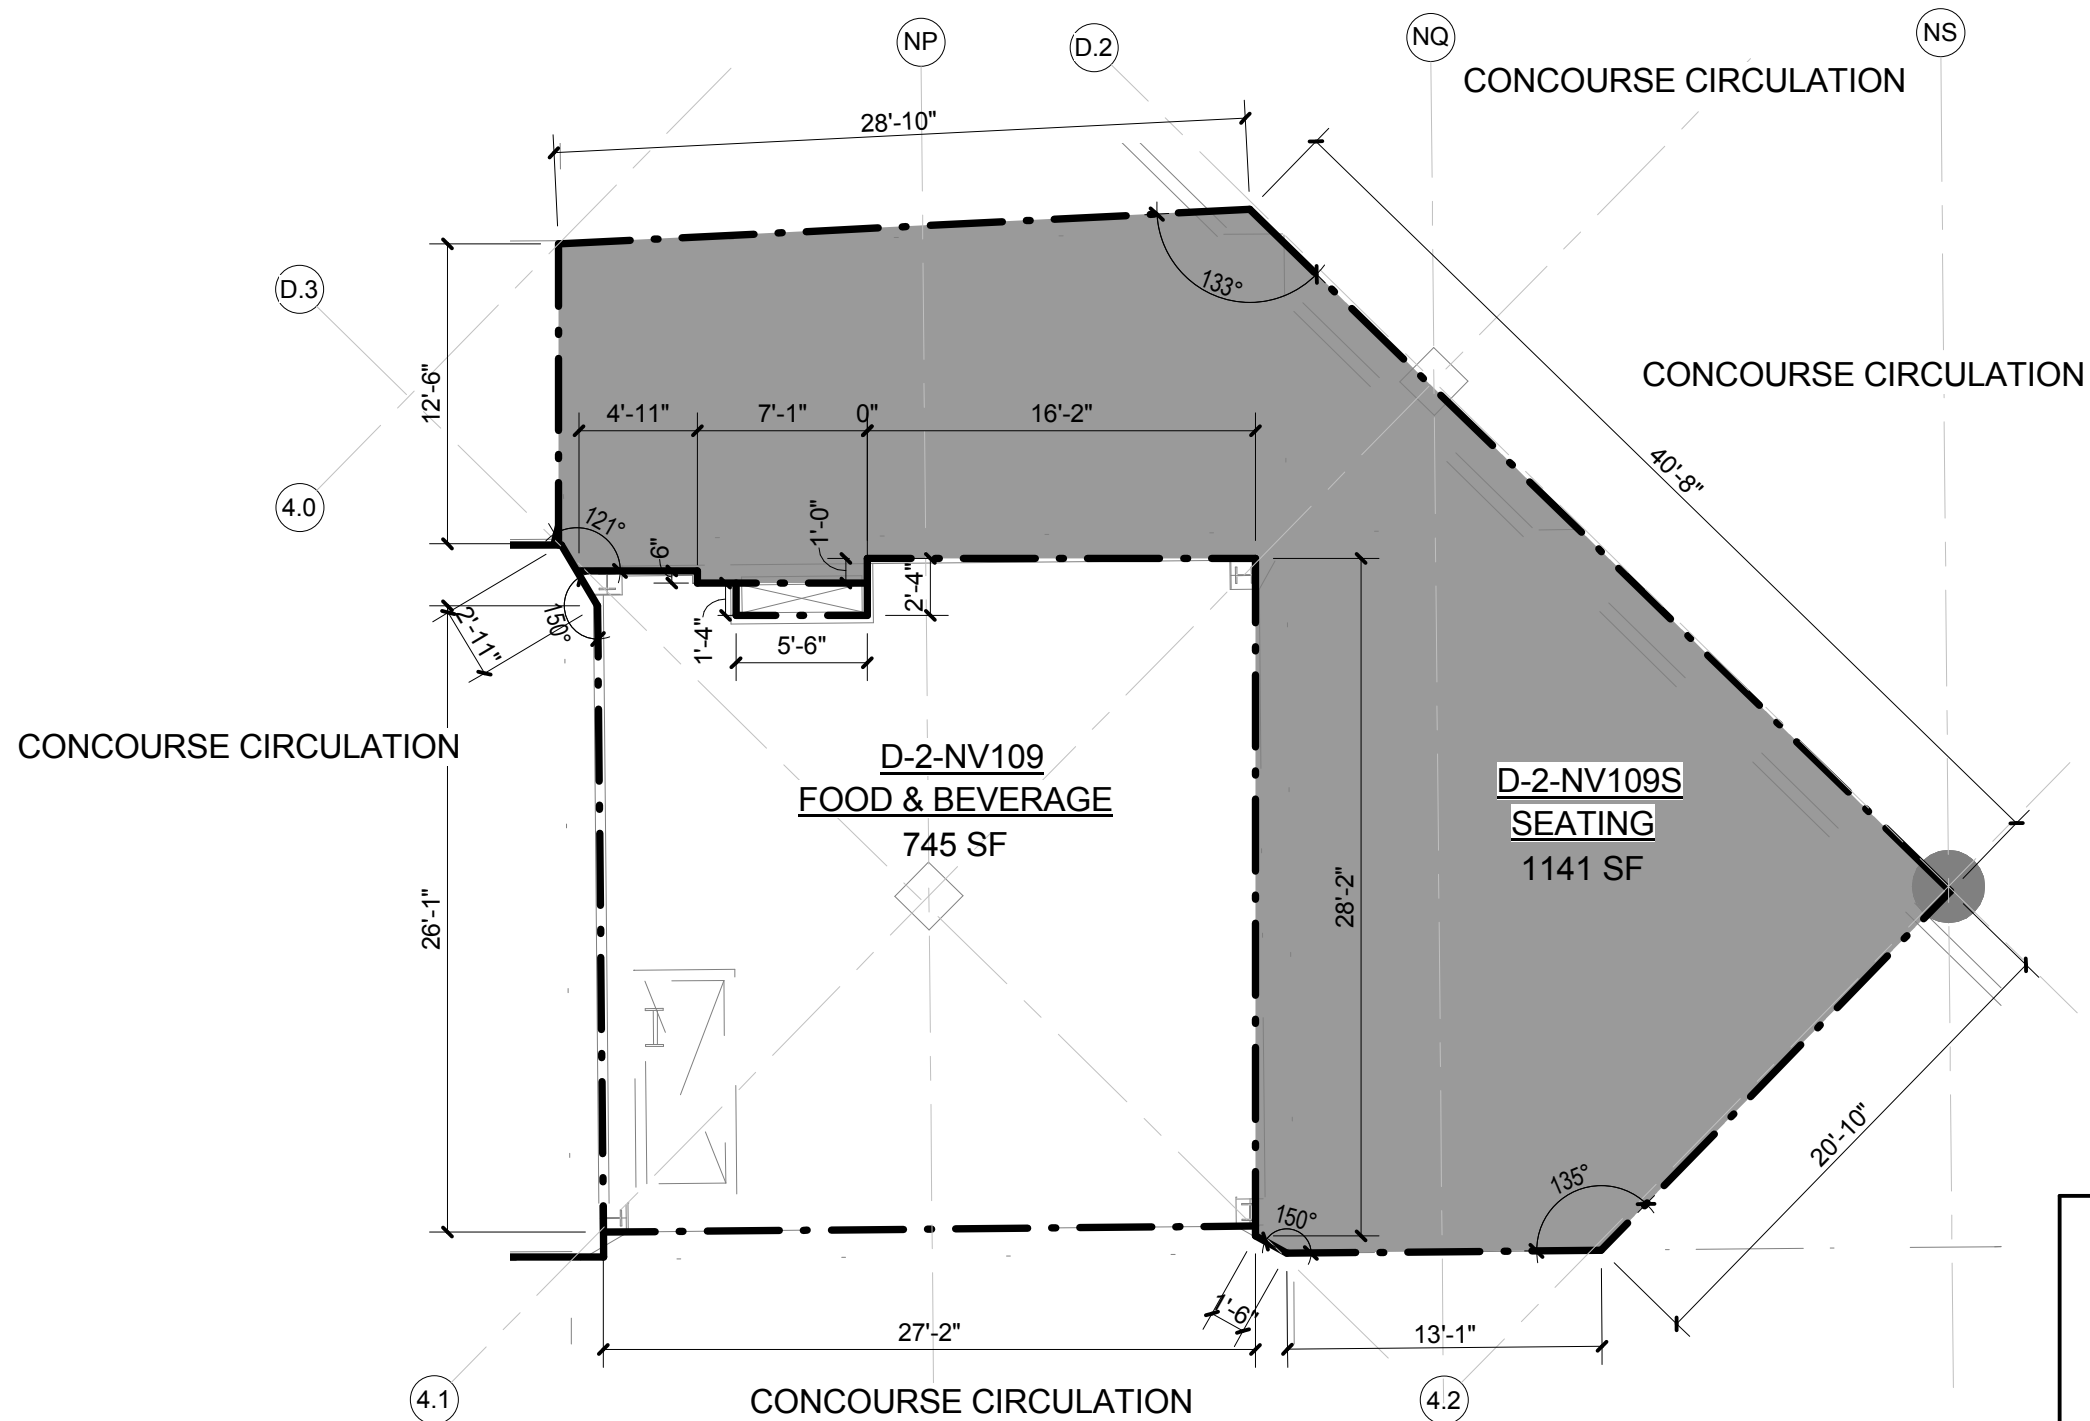 NP
D.2
NQ
NS
CONCOURSE CIRCULATION
28'-10"
133°
D.3
CONCOURSE CIRCULATION
12'-6"
4'-11"
7'-1"
0"
16'-2"
40'-8"
4.0
121°
6"
1'-0"
2'-4"
150°
2'-11"
1'-4"
5'-6"
CONCOURSE CIRCULATION
D-2-NV109
FOOD & BEVERAGE
745 SF
D-2-NV109S
SEATING
1141 SF
26'-1"
28'-2"
20'-10"
135°
150°
1'-6"
27'-2"
13'-1"
4.1
CONCOURSE CIRCULATION
4.2